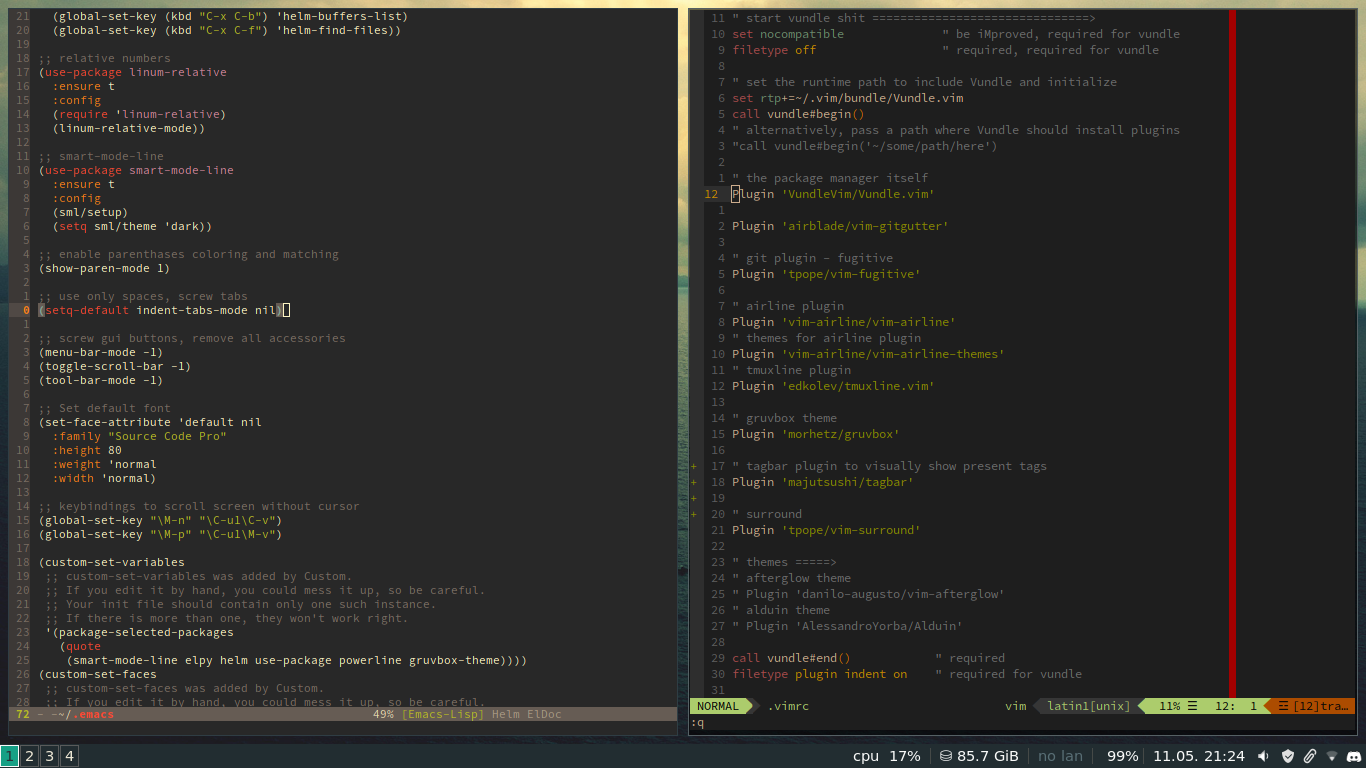 21    (global-set-key (kbd "C-x C-b") 'helm-buffers-list)
20    (global-set-key (kbd "C-x C-f") 'helm-find-files))
19
18 ;; relative numbers
17 (use-package linum-relative
16   :ensure t
15   :config
14   (require 'linum-relative)
13   (linum-relative-mode))
12
11 ;; smart-mode-line
10 (use-package smart-mode-line
9   :ensure t
8   :config
7   (sml/setup)
6   (setq sml/theme 'dark))
5
4 ;; enable parenthases coloring and matching
3 (show-paren-mode 1)
2
1 ;; use only spaces, screw tabs
0 (setq-default indent-tabs-mode nil)
1
2 ;; screw gui buttons, remove all accessories
3 (menu-bar-mode -1)
4 (toggle-scroll-bar -1)
5 (tool-bar-mode -1)
6
7 ;; Set default font
8 (set-face-attribute 'default nil
9   :family "Source Code Pro"
10   :height 80
11   :weight 'normal
12   :width 'normal)
13
14 ;; keybindings to scroll screen without cursor
15 (global-set-key "\M-n" "\C-u1\C-v")
16 (global-set-key "\M-p" "\C-u1\M-v")
17
18 (custom-set-variables
19  ;; custom-set-variables was added by Custom.
20  ;; If you edit it by hand, you could mess it up, so be careful.
21  ;; Your init file should contain only one such instance.
22  ;; If there is more than one, they won't work right.
23  '(package-selected-packages
24    (quote
25     (smart-mode-line elpy helm use-package powerline gruvbox-theme))))
26 (custom-set-faces
27  ;; custom-set-faces was added by Custom.
28  ;; If you edit it by hand, you could mess it up, so be careful.
72 - -~/.emacs 49% [Emacs-Lisp] Helm ElDoc
11 " start vundle shit ===============================>
10 set nocompatible              " be iMproved, required for vundle
9 filetype off                  " required, required for vundle
8
7 " set the runtime path to include Vundle and initialize
6 set rtp+=~/.vim/bundle/Vundle.vim
5 call vundle#begin()
4 " alternatively, pass a path where Vundle should install plugins
3 "call vundle#begin('~/some/path/here')
2
1 " the package manager itself
12 Plugin 'VundleVim/Vundle.vim'
1
2 Plugin 'airblade/vim-gitgutter'
3
4 " git plugin - fugitive
5 Plugin 'tpope/vim-fugitive'
6
7 " airline plugin
8 Plugin 'vim-airline/vim-airline'
9 " themes for airline plugin
10 Plugin 'vim-airline/vim-airline-themes'
11 " tmuxline plugin
12 Plugin 'edkolev/tmuxline.vim'
13
14 " gruvbox theme
15 Plugin 'morhetz/gruvbox'
16
+ 17 " tagbar plugin to visually show present tags
+ 18 Plugin 'majutsushi/tagbar'
+ 19
+ 20 " surround
21 Plugin 'tpope/vim-surround'
22
23 " themes =====>
24 " afterglow theme
25 " Plugin 'danilo-augusto/vim-afterglow'
26 " alduin theme
27 " Plugin 'AlessandroYorba/Alduin'
28
29 call vundle#end()            " required
30 filetype plugin indent on    " required for vundle
31
NORMAL .vimrc vim latin1[unix] 11% ☰ 12: 1 ☲ [12]tra…
:q
1 2 3 4 cpu 17% | 85.7 GiB | no lan | 99% | 11.05. 21:24